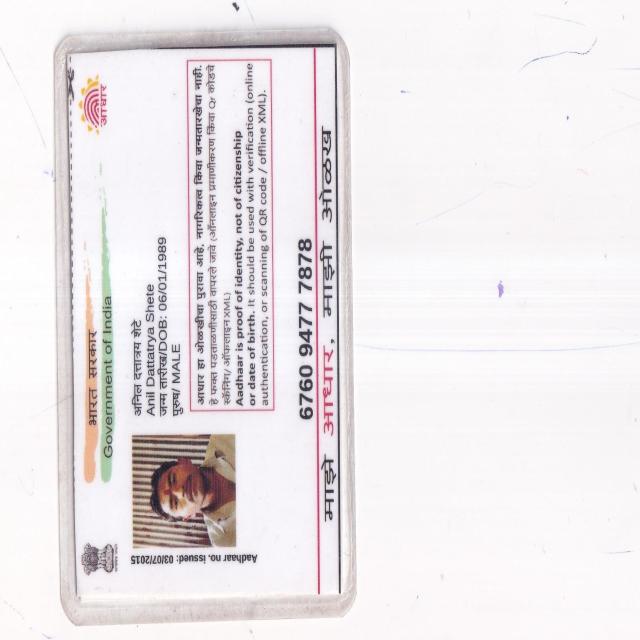 भारत सरकार
Government of India
आधार
अनिल दत्तात्रय शेटे
Anil Dattatrya Shete
जन्म तारीख/DOB: 06/01/1989
पुरुष/ MALE
Aadhaar no. issued: 03/07/2015
आधार हा ओळखीचा पुरावा आहे, नागरिकत्व किंवा जन्मतारखेचा नाही.
हे फक्त पडताळणीसाठी वापरले जावे (ऑनलाइन प्रमाणीकरण किंवा Qr कोडचे
स्कॅनिंग/ ऑफलाइन XML)
Aadhaar is proof of identity, not of citizenship
or date of birth. It should be used with verification (online
authentication, or scanning of QR code / offline XML).
6760 9477 7878
माझे आधार, माझी ओळख